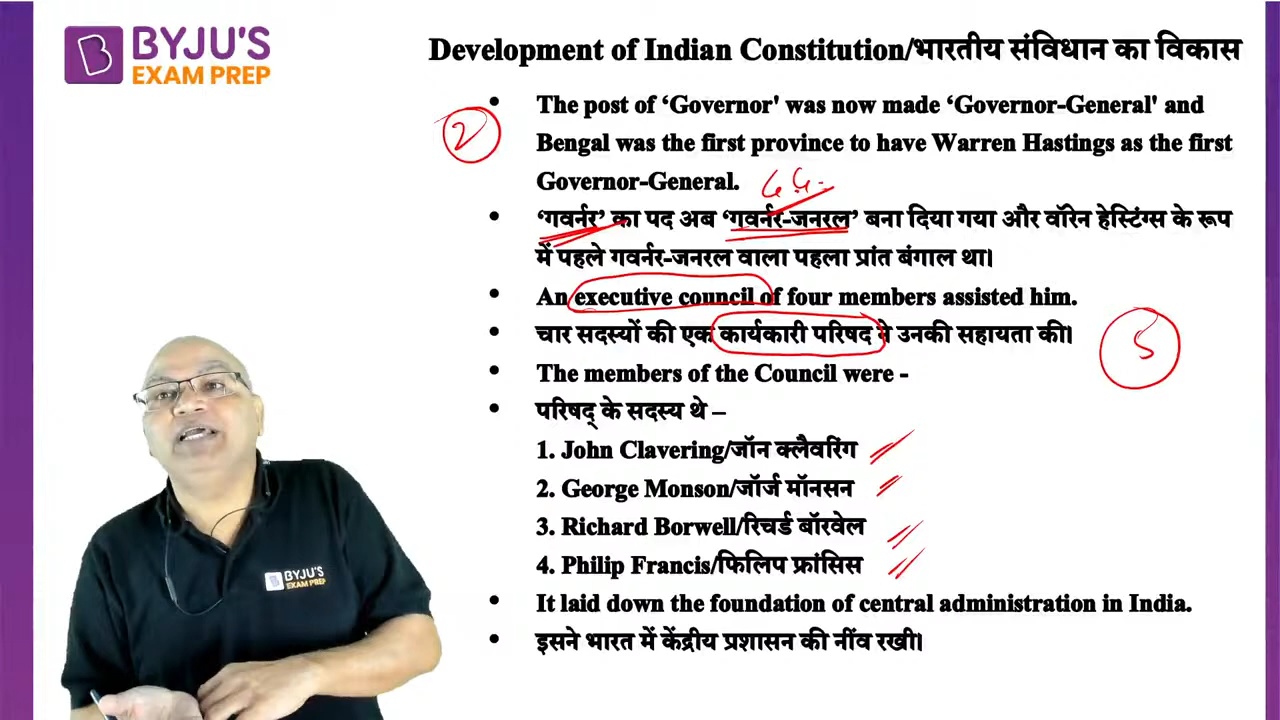 BYJU'S
EXAM PREP
Development of Indian Constitution/भारतीय संविधान का विकास
• The post of ‘Governor' was now made ‘Governor-General' and
Bengal was the first province to have Warren Hastings as the first
Governor-General.
• ‘गवर्नर’ का पद अब ‘गवर्नर-जनरल’ बना दिया गया और वॉरेन हेस्टिंग्स के रूप
में पहले गवर्नर-जनरल वाला पहला प्रांत बंगाल था।
• An executive council of four members assisted him.
• चार सदस्यों की एक कार्यकारी परिषद ने उनकी सहायता की।
• The members of the Council were -
• परिषद् के सदस्य थे –
1. John Clavering/जॉन क्लैवरिंग
2. George Monson/जॉर्ज मॉनसन
3. Richard Borwell/रिचर्ड बॉरवेल
4. Philip Francis/फिलिप फ्रांसिस
• It laid down the foundation of central administration in India.
• इसने भारत में केंद्रीय प्रशासन की नींव रखी।
2
5
BYJU'S
EXAM PREP